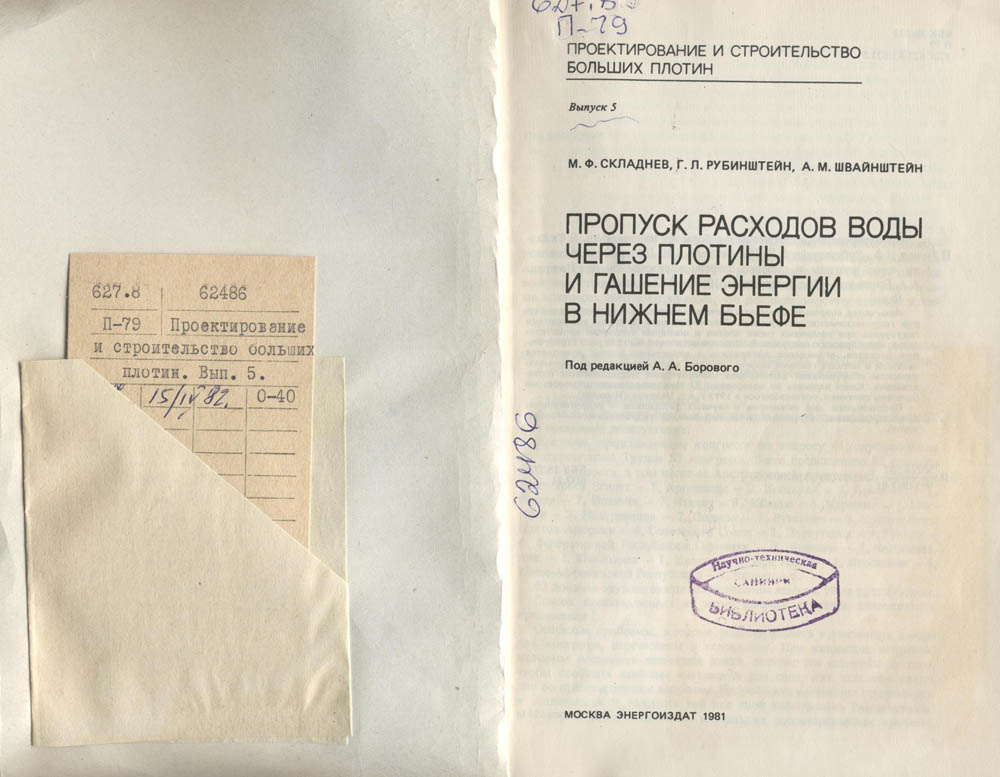 627.8 62486
П-79 Проектирование
и строительство больших
плотин. Вып. 5.
15/IV 82. 0-40
П-79
ПРОЕКТИРОВАНИЕ И СТРОИТЕЛЬСТВО
БОЛЬШИХ ПЛОТИН
Выпуск 5
М. Ф. СКЛАДНЕВ, Г. Л. РУБИНШТЕЙН, А. М. ШВАЙНШТЕЙН
ПРОПУСК РАСХОДОВ ВОДЫ
ЧЕРЕЗ ПЛОТИНЫ
И ГАШЕНИЕ ЭНЕРГИИ
В НИЖНЕМ БЬЕФЕ
Под редакцией А. А. Борового
62486
Научно-техническая
БИБЛИОТЕКА
МОСКВА ЭНЕРГОИЗДАТ 1981